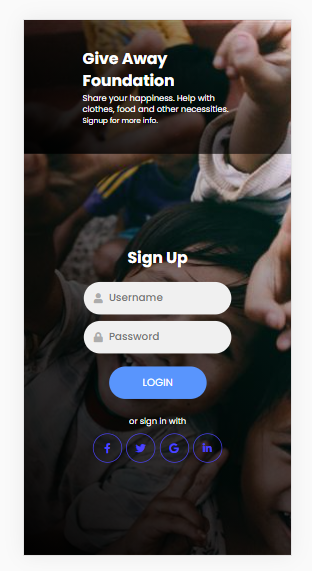 Give Away
Foundation
Share your happiness. Help with
clothes, food and other necessities.
Signup for more info.
Sign Up
Username
Password
LOGIN
or sign in with